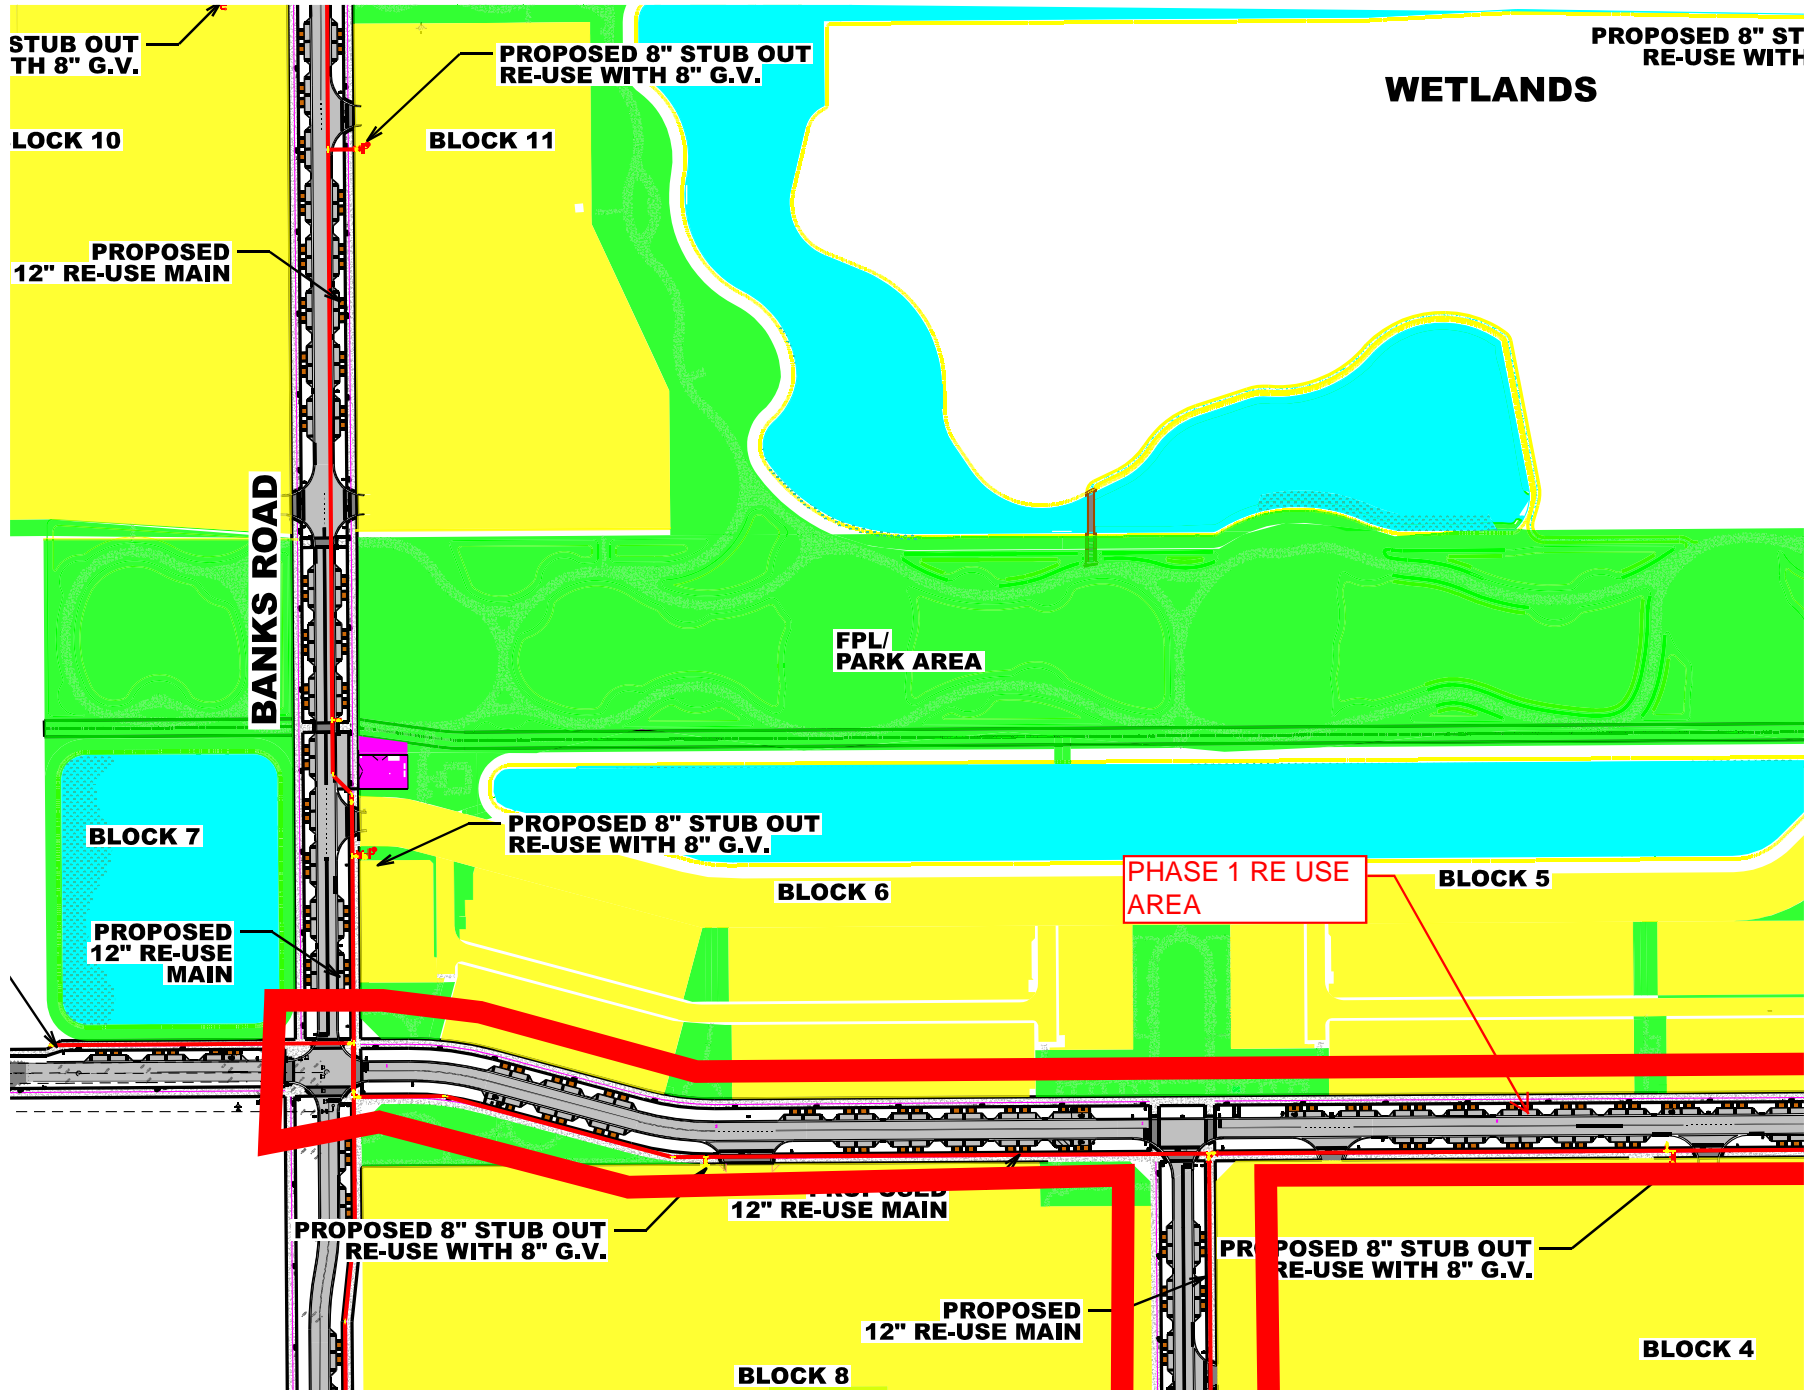 STUB OUT
TH 8" G.V.
PROPOSED 8" STUB OUT
RE-USE WITH 8" G.V.
PROPOSED 8" ST
RE-USE WITH
WETLANDS
LOCK 10
BLOCK 11
PROPOSED
12" RE-USE MAIN
BANKS ROAD
FPL/
PARK AREA
BLOCK 7
PROPOSED 8" STUB OUT
RE-USE WITH 8" G.V.
BLOCK 6
PHASE 1 RE USE
AREA
BLOCK 5
PROPOSED
12" RE-USE
MAIN
PROPOSED
12" RE-USE MAIN
PROPOSED 8" STUB OUT
RE-USE WITH 8" G.V.
PROPOSED 8" STUB OUT
RE-USE WITH 8" G.V.
PROPOSED
12" RE-USE MAIN
BLOCK 4
BLOCK 8